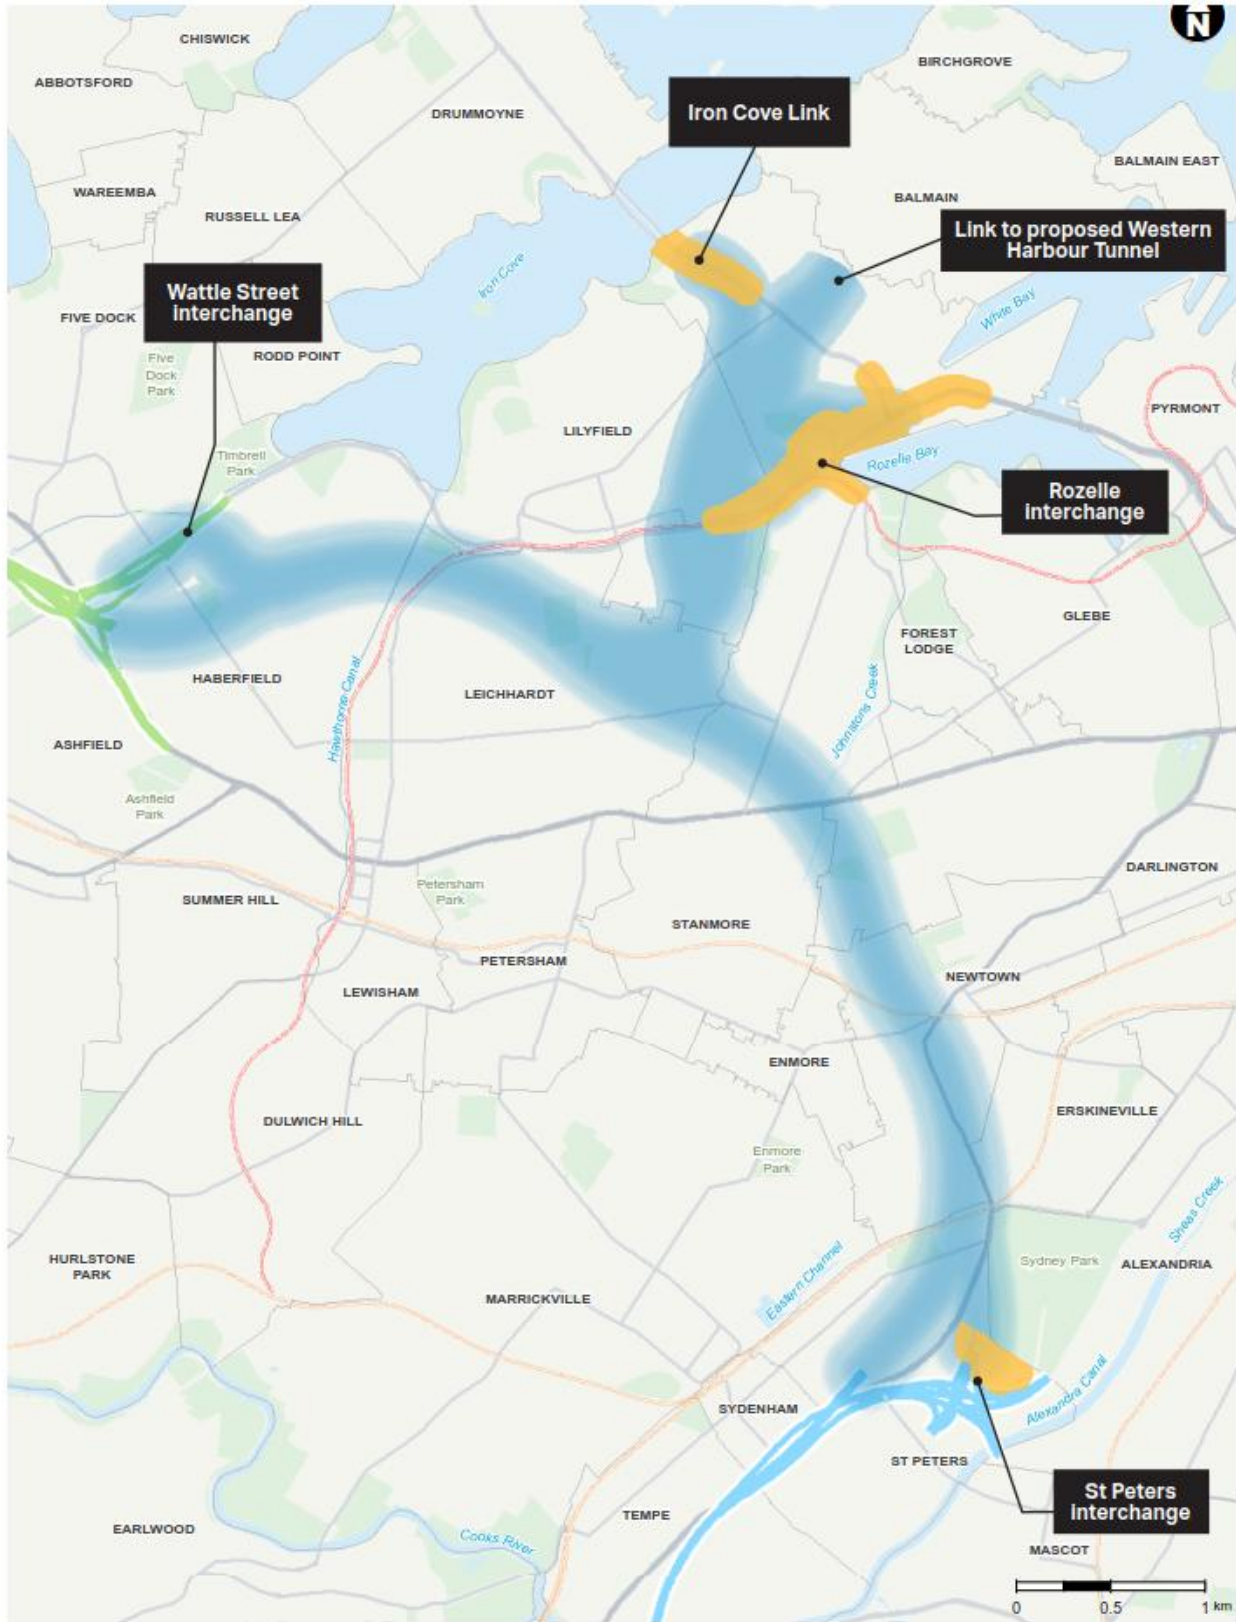 N
CHISWICK
BIRCHGROVE
ABBOTSFORD
DRUMMOYNE
Iron Cove Link
BALMAIN EAST
WAREEMBA
BALMAIN
RUSSELL LEA
Link to proposed Western
Harbour Tunnel
Iron Cove
Wattle Street
interchange
White Bay
FIVE DOCK
RODD POINT
Five
Dock
Park
PYRMONT
LILYFIELD
Timbrell
Park
Rozelle Bay
Rozelle
interchange
GLEBE
FOREST
LODGE
HABERFIELD
Hawthorne Canal
LEICHHARDT
Johnstons Creek
ASHFIELD
Ashfield
Park
DARLINGTON
Petersham
Park
SUMMER HILL
STANMORE
PETERSHAM
NEWTOWN
LEWISHAM
ENMORE
ERSKINEVILLE
DULWICH HILL
Enmore
Park
Sheas Creek
HURLSTONE
PARK
Eastern Channel
Sydney Park
ALEXANDRIA
MARRICKVILLE
Alexandra Canal
SYDENHAM
ST PETERS
St Peters
interchange
TEMPE
EARLWOOD
Cooks River
MASCOT
0 0.5 1 km